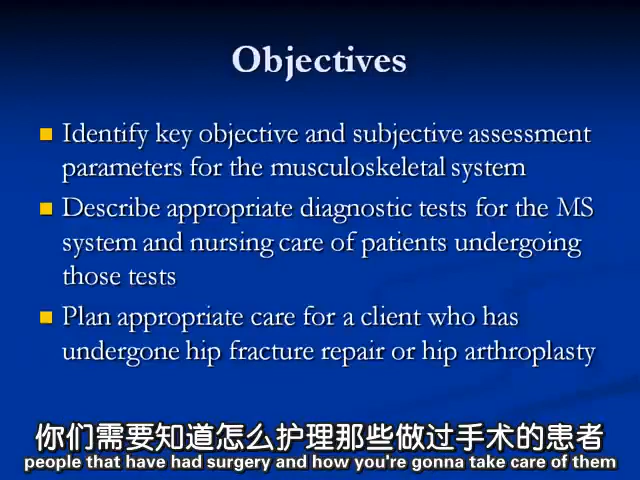 Objectives
Identify key objective and subjective assessment
parameters for the musculoskeletal system
Describe appropriate diagnostic tests for the MS
system and nursing care of patients undergoing
those tests
Plan appropriate care for a client who has
undergone hip fracture repair or hip arthroplasty
你们需要知道怎么护理那些做过手术的患者
people that have had surgery and how you're gonna take care of them